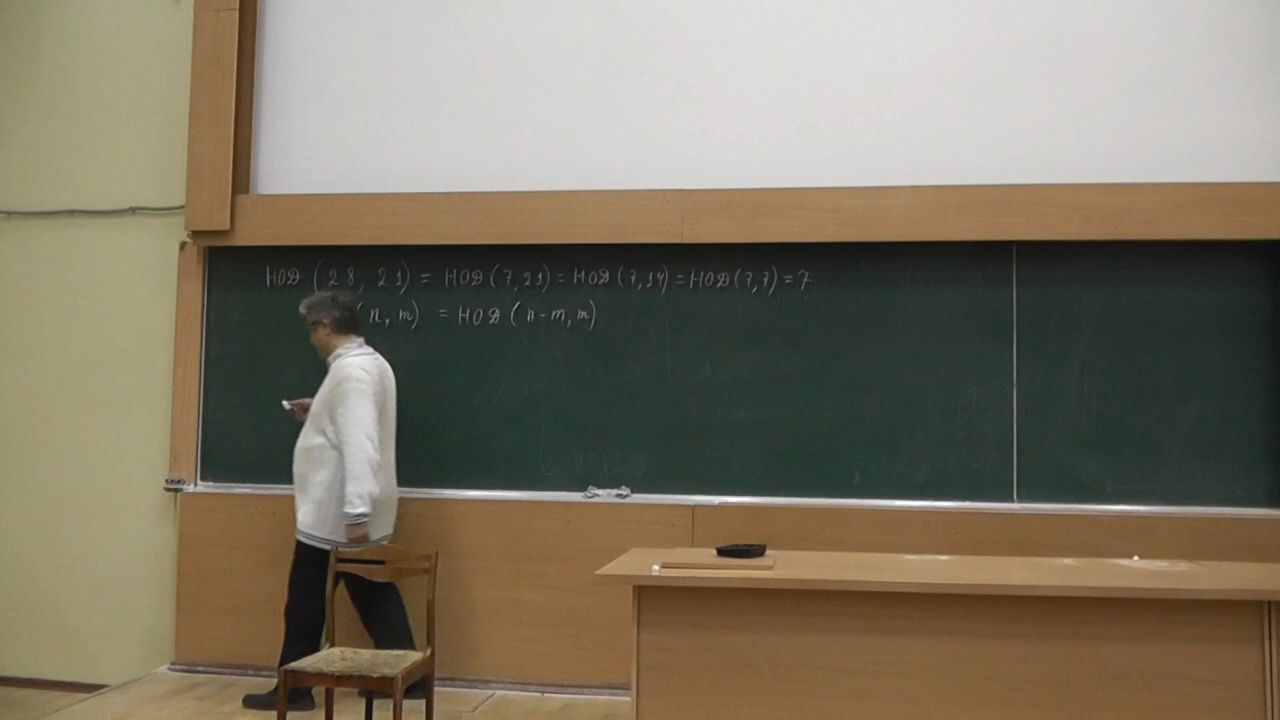 НОД (28, 21) = НОД (7,21) = НОД (7,14) = НОД (7,7) = 7
(n, m) = НОД (n-m, m)